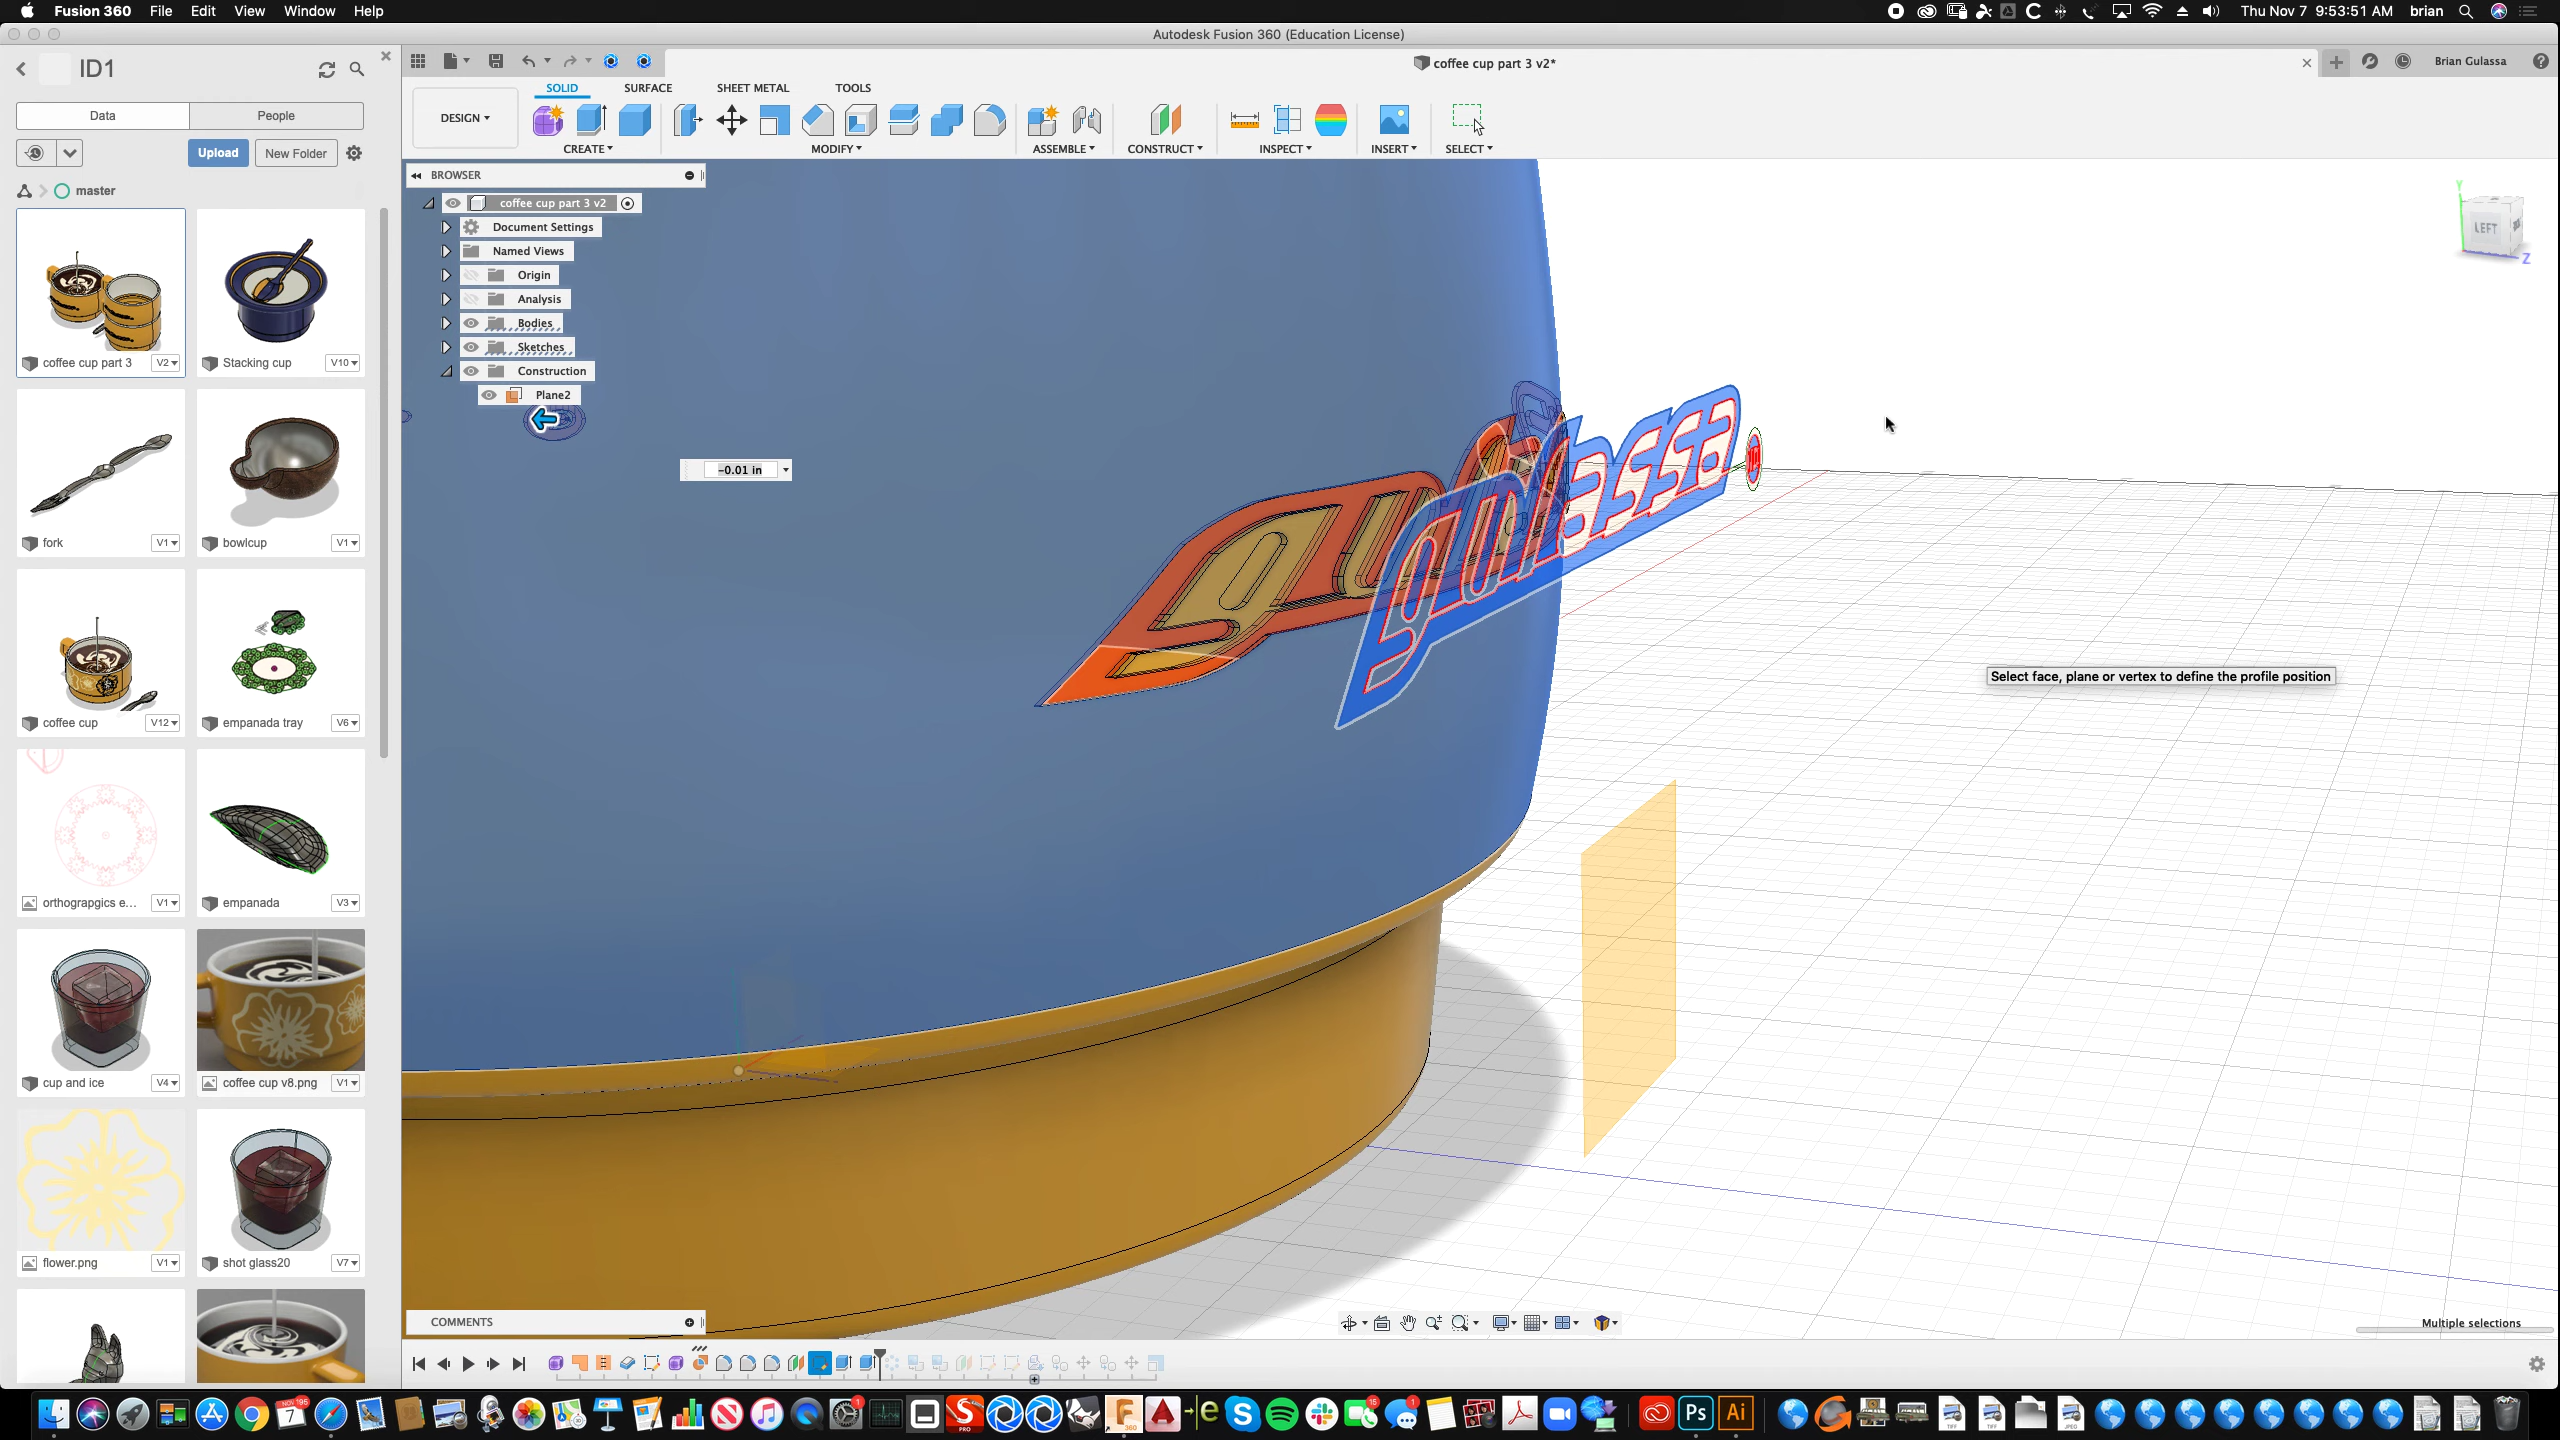 Fusion 360 File Edit View Window Help
Thu Nov 7 9:53:51 AM brian
Autodesk Fusion 360 (Education License)
ID1
coffee cup part 3 v2*
Brian Gulassa
SOLID SURFACE SHEET METAL TOOLS
Data People
DESIGN
CREATE MODIFY ASSEMBLE CONSTRUCT INSPECT INSERT SELECT
Upload New Folder
master
BROWSER
coffee cup part 3 v2
Document Settings
Named Views
Origin
Analysis
Bodies
Sketches
Construction
Plane2
Y
LEFT
Z
-0.01 in
gulassa
Select face, plane or vertex to define the profile position
coffee cup part 3 V2 Stacking cup V10
fork V1 bowlcup V1
coffee cup V12 empanada tray V6
orthograpgics e... V1 empanada V3
cup and ice V4 coffee cup v8.png V1
flower.png V1 shot glass20 V7
COMMENTS
Multiple selections